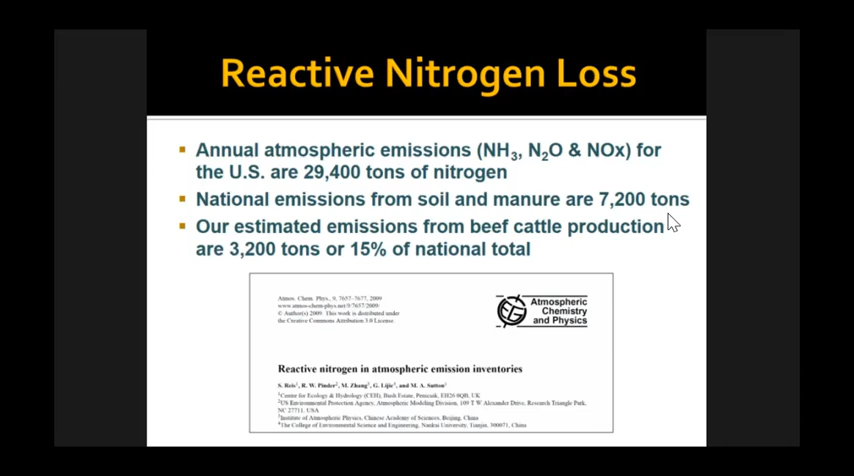 Reactive Nitrogen Loss
Annual atmospheric emissions (NH3, N2O & NOx) for
the U.S. are 29,400 tons of nitrogen
National emissions from soil and manure are 7,200 tons
Our estimated emissions from beef cattle production
are 3,200 tons or 15% of national total
Atmos. Chem. Phys., 9, 7657–7677, 2009
www.atmos-chem-phys.net/9/7657/2009/
© Author(s) 2009. This work is distributed under
the Creative Commons Attribution 3.0 License.
Atmospheric
Chemistry
and Physics
Reactive nitrogen in atmospheric emission inventories
S. Reis1, R. W. Pinder2, M. Zhang3, G. Lijie4, and M. A. Sutton1
1Centre for Ecology & Hydrology (CEH), Bush Estate, Penicuik, EH26 0QB, UK
2US Environmental Protection Agency, Atmospheric Modeling Division, 109 T W Alexander Drive, Research Triangle Park,
NC 27711, USA
3Institute of Atmospheric Physics, Chinese Academy of Sciences, Beijing, China
4The College of Environmental Science and Engineering, Nankai University, Tianjin, 300071, China